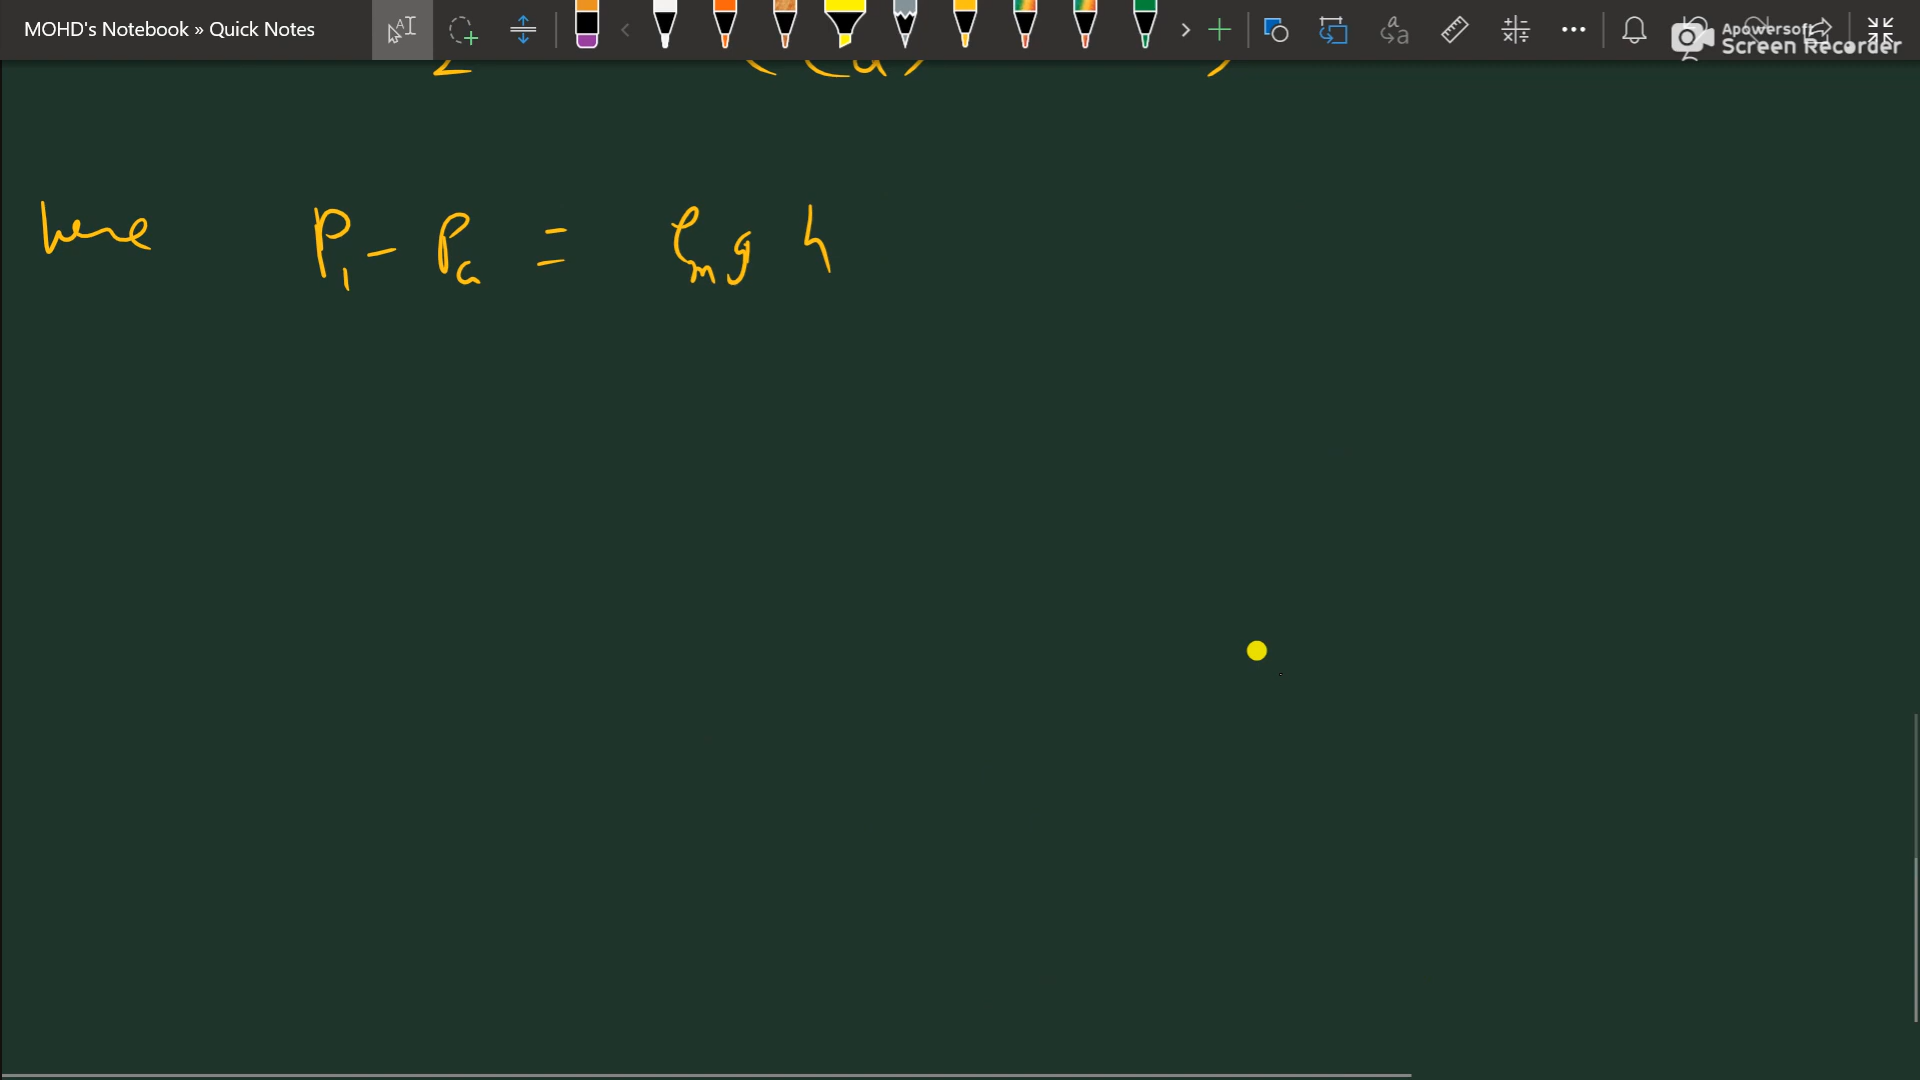 MOHD's Notebook » Quick Notes
Apowersoft
Screen Recorder
here P₁ - Pₐ = ρₘ g h